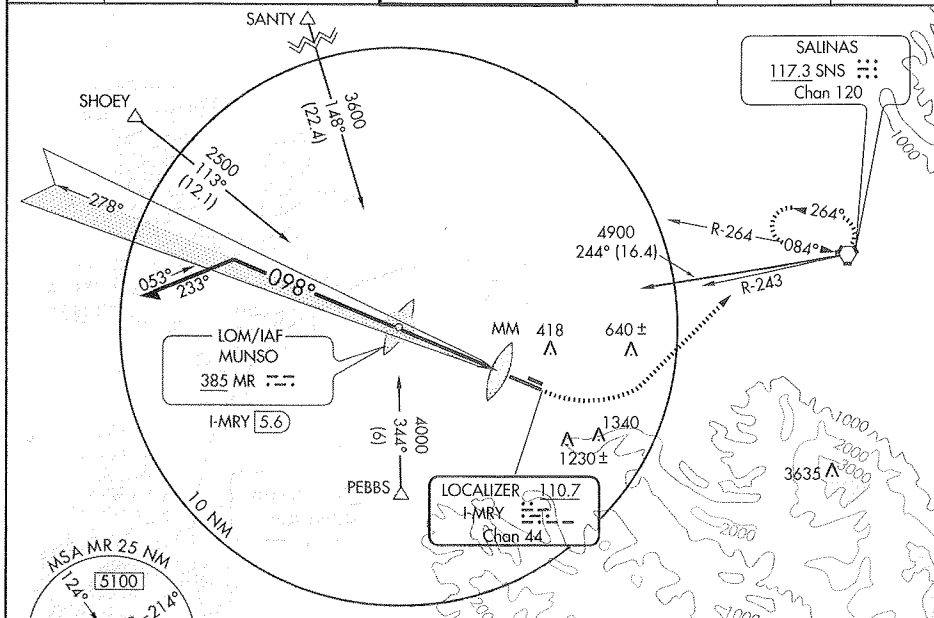 SANTY
SALINAS
117.3 SNS
Chan 120
SHOEY
3600
148°
(22.4)
1000
2500
113°
(12.1)
278°
264°
R-264
084°
4900
244° (16.4)
R-243
053°
233°
098°
LOM/IAF
MUNSO
385 MR
MM
418
640 ±
I-MRY 5.6
4000
344°
(6)
1340
1230 ±
1000
2000
3000
3635
PEBBS
LOCALIZER 110.7
I-MRY
Chan 44
2000
10 NM
MSA MR 25 NM
5100
124°
214°
1000